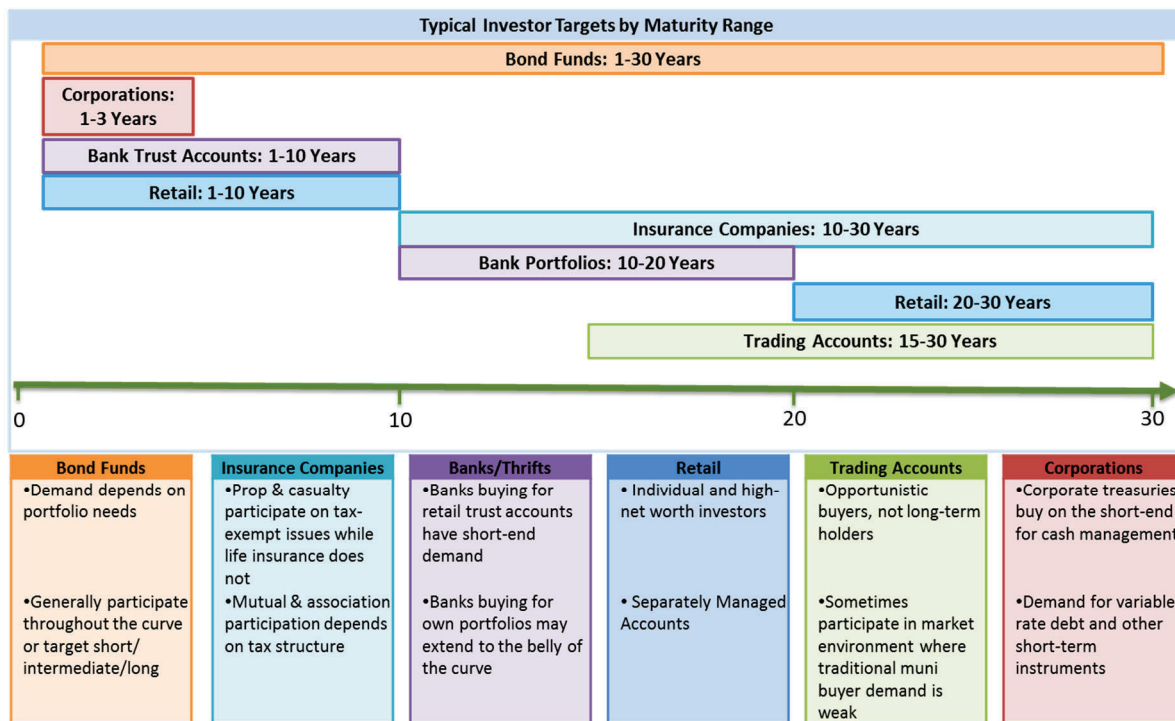 Typical Investor Targets by Maturity Range
Bond Funds: 1-30 Years
Corporations:
1-3 Years
Bank Trust Accounts: 1-10 Years
Retail: 1-10 Years
Insurance Companies: 10-30 Years
Bank Portfolios: 10-20 Years
Retail: 20-30 Years
Trading Accounts: 15-30 Years
0
10
20
30
Bond Funds
•Demand depends on
portfolio needs
•Generally participate
throughout the curve
or target short/
intermediate/long
Insurance Companies
•Prop & casualty
participate on tax-
exempt issues while
life insurance does
not
•Mutual & association
participation depends
on tax structure
Banks/Thrifts
•Banks buying for
retail trust accounts
have short-end
demand
•Banks buying for
own portfolios may
extend to the belly of
the curve
Retail
• Individual and high-
net worth investors
• Separately Managed
Accounts
Trading Accounts
•Opportunistic
buyers, not long-term
holders
•Sometimes
participate in market
environment where
traditional muni
buyer demand is
weak
Corporations
•Corporate treasuries
buy on the short-end
for cash management
•Demand for variable
rate debt and other
short-term
instruments